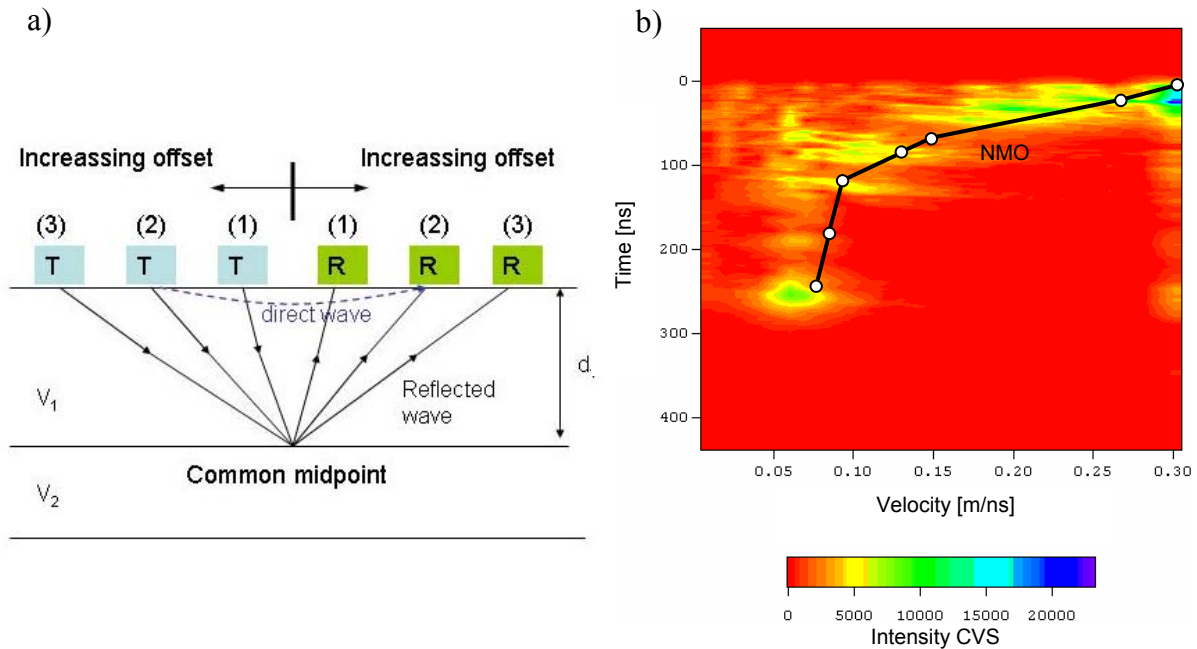 a)
Increassing offset
Increassing offset
(3) (2) (1) (1) (2) (3)
T T T R R R
direct wave
d.
V1
Reflected
wave
Common midpoint
V2
b)
0
100
200
300
400
Time [ns]
NMO
0.05 0.10 0.15 0.20 0.25 0.30
Velocity [m/ns]
0 5000 10000 15000 20000
Intensity CVS